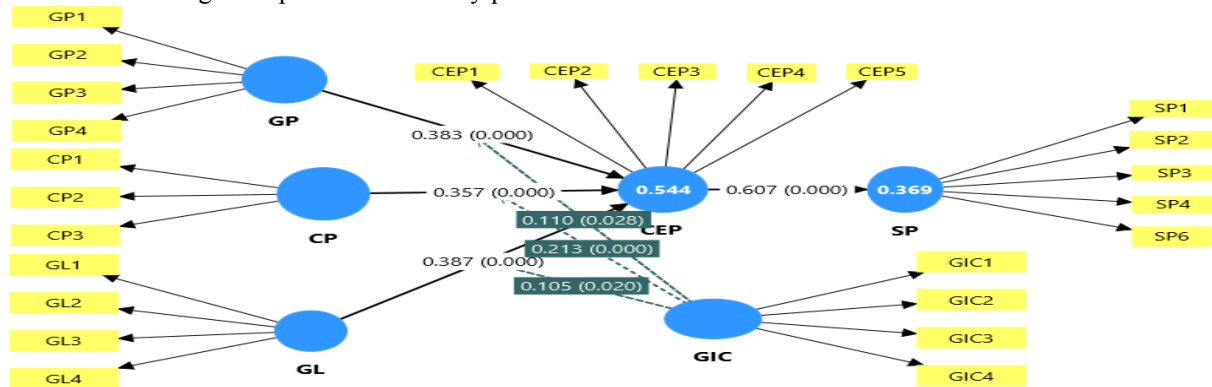 GP1
GP2
GP3
GP4
GP
CP1
CP2
CP3
CP
GL1
GL2
GL3
GL4
GL
CEP1
CEP2
CEP3
CEP4
CEP5
0.383 (0.000)
0.357 (0.000)
0.387 (0.000)
0.110 (0.028)
0.213 (0.000)
0.105 (0.020)
0.544
CEP
0.607 (0.000)
0.369
SP
SP1
SP2
SP3
SP4
SP6
GIC
GIC1
GIC2
GIC3
GIC4